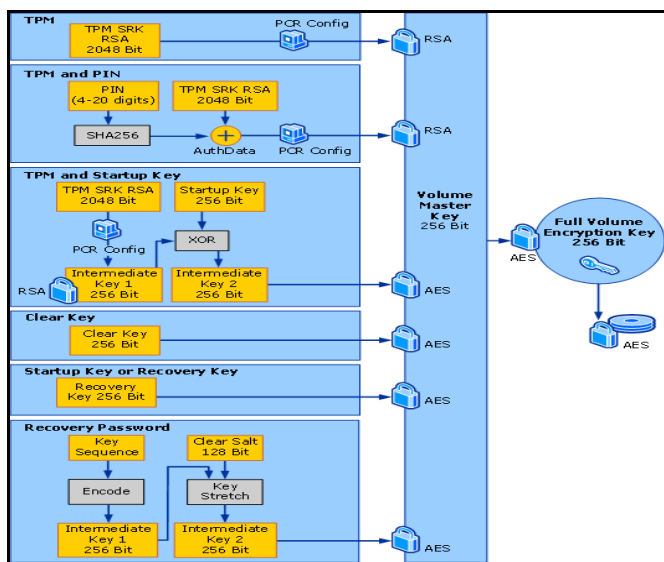 TPM
TPM SRK
RSA
2048 Bit
PCR Config
RSA
TPM and PIN
PIN
(4-20 digits)
TPM SRK RSA
2048 Bit
SHA256
AuthData
PCR Config
RSA
TPM and Startup Key
TPM SRK RSA
2048 Bit
Startup Key
256 Bit
PCR Config
XOR
RSA
Intermediate
Key 1
256 Bit
Intermediate
Key 2
256 Bit
AES
Clear Key
Clear Key
256 Bit
AES
Startup Key or Recovery Key
Recovery
Key 256 Bit
AES
Recovery Password
Key
Sequence
Clear Salt
128 Bit
Encode
Key
Stretch
Intermediate
Key 1
256 Bit
Intermediate
Key 2
256 Bit
AES
Volume
Master
Key
256 Bit
AES
Full Volume
Encryption Key
256 Bit
AES